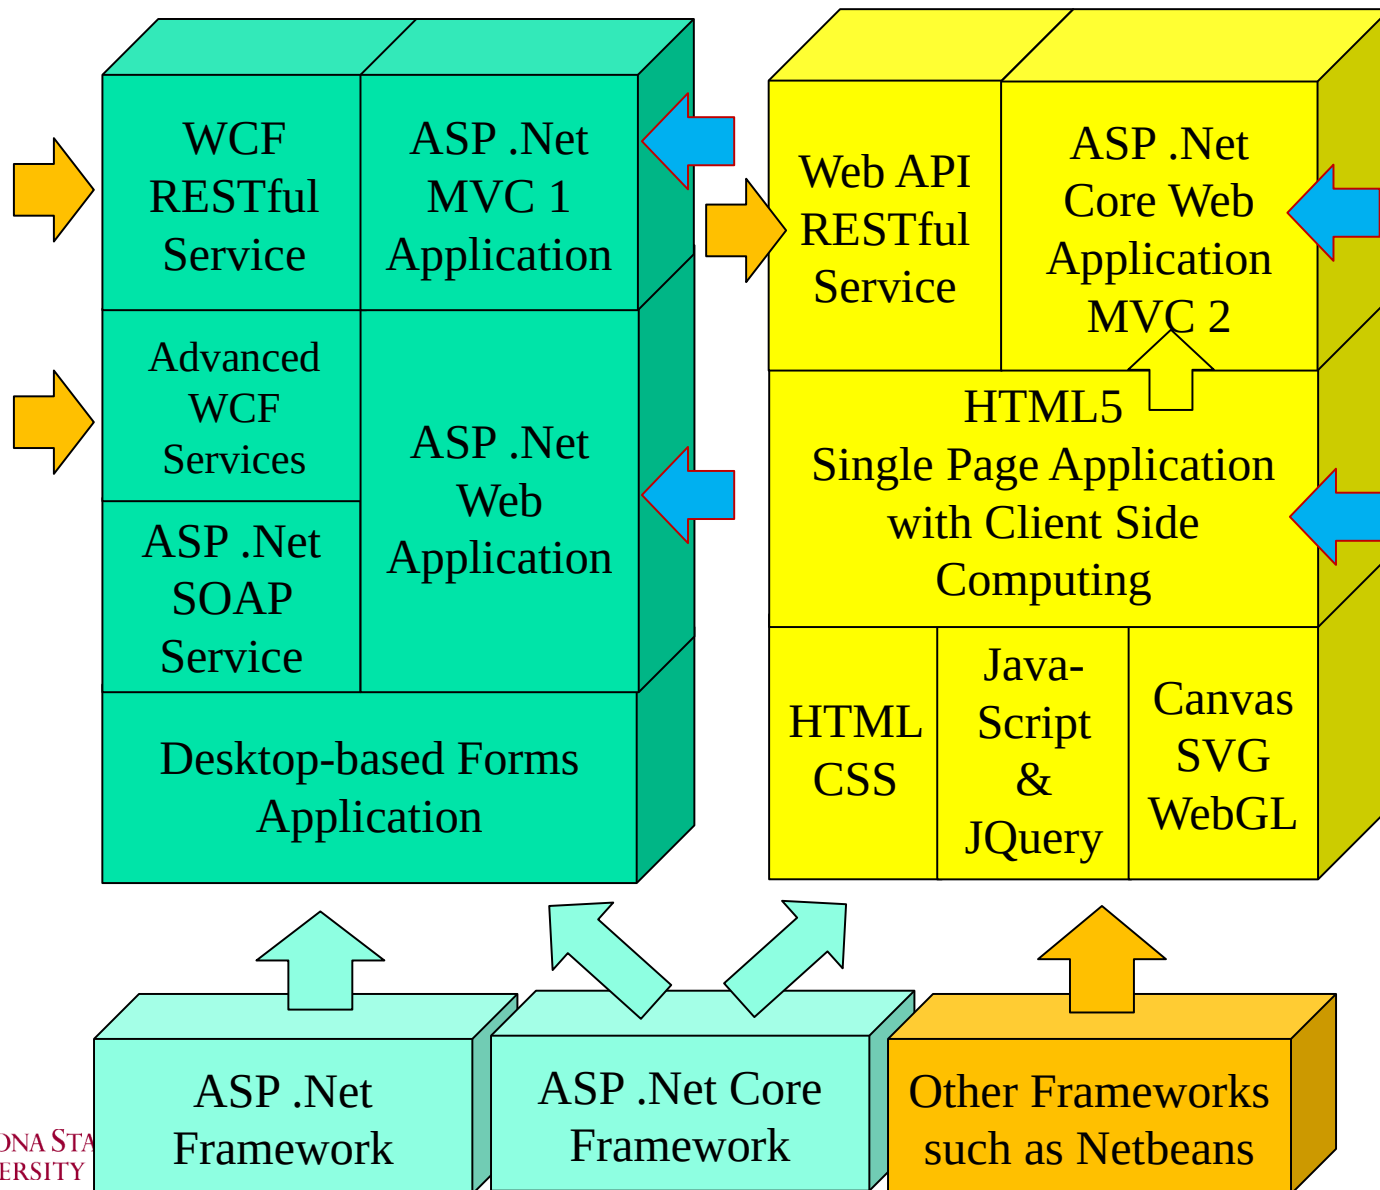 WCF
RESTful
Service
ASP .Net
MVC 1
Application
Advanced
WCF
Services
ASP .Net
Web
Application
ASP .Net
SOAP
Service
Desktop-based Forms
Application
Web API
RESTful
Service
ASP .Net
Core Web
Application
MVC 2
HTML5
Single Page Application
with Client Side
Computing
HTML
CSS
Java-
Script
&
JQuery
Canvas
SVG
WebGL
ASP .Net
Framework
ASP .Net Core
Framework
Other Frameworks
such as Netbeans